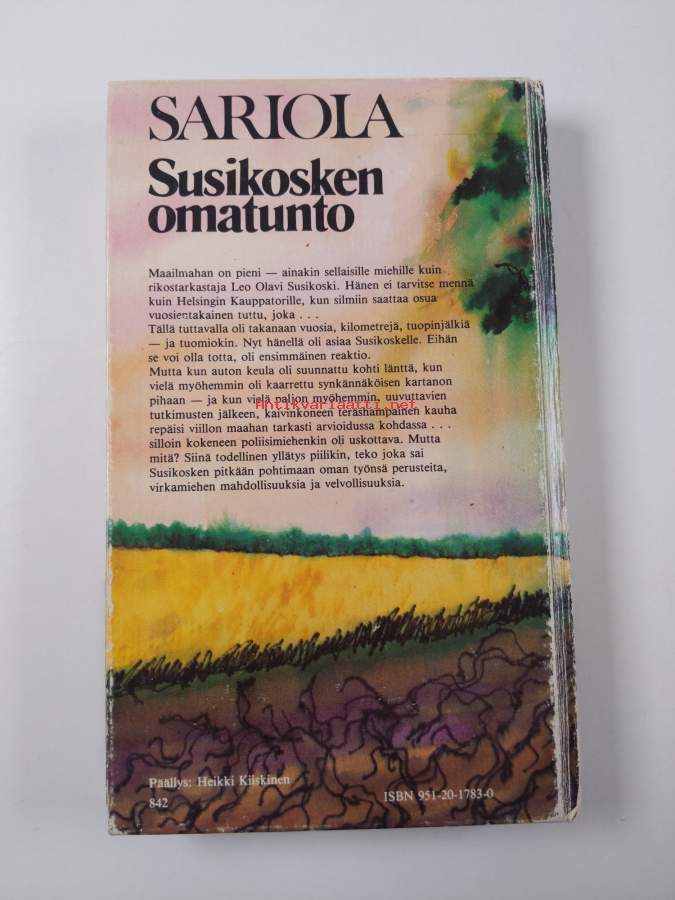 SARIOLA
Susikosken
omatunto
Maailmahan on pieni — ainakin sellaisille miehille kuin
rikostarkastaja Leo Olavi Susikoski. Hänen ei tarvitse mennä
kuin Helsingin Kauppatorille, kun silmiin saattaa osua
vuosientakainen tuttu, joka . . .
Tällä tuttavalla oli takanaan vuosia, kilometrejä, tuopinjälkiä
— ja tuomiokin. Nyt hänellä oli asiaa Susikoskelle. Eihän
se voi olla totta, oli ensimmäinen reaktio.
Mutta kun auton keula oli suunnattu kohti länttä, kun
vielä myöhemmin oli kaarrettu synkännäköisen kartanon
pihaan — ja kun vielä paljon myöhemmin, uuvuttavien
Antikvariaatti.net
tutkimusten jälkeen, kaivinkoneen teräshampainen kauha
repäisi viillon maahan tarkasti arvioidussa kohdassa . . .
silloin kokeneen poliisimiehenkin oli uskottava. Mutta
mitä? Siinä todellinen yllätys piilikin, teko joka sai
Susikosken pitkään pohtimaan oman työnsä perusteita,
virkamiehen mahdollisuuksia ja velvollisuuksia.
Päällys: Heikki Kiiskinen
842
ISBN 951-20-1783-0